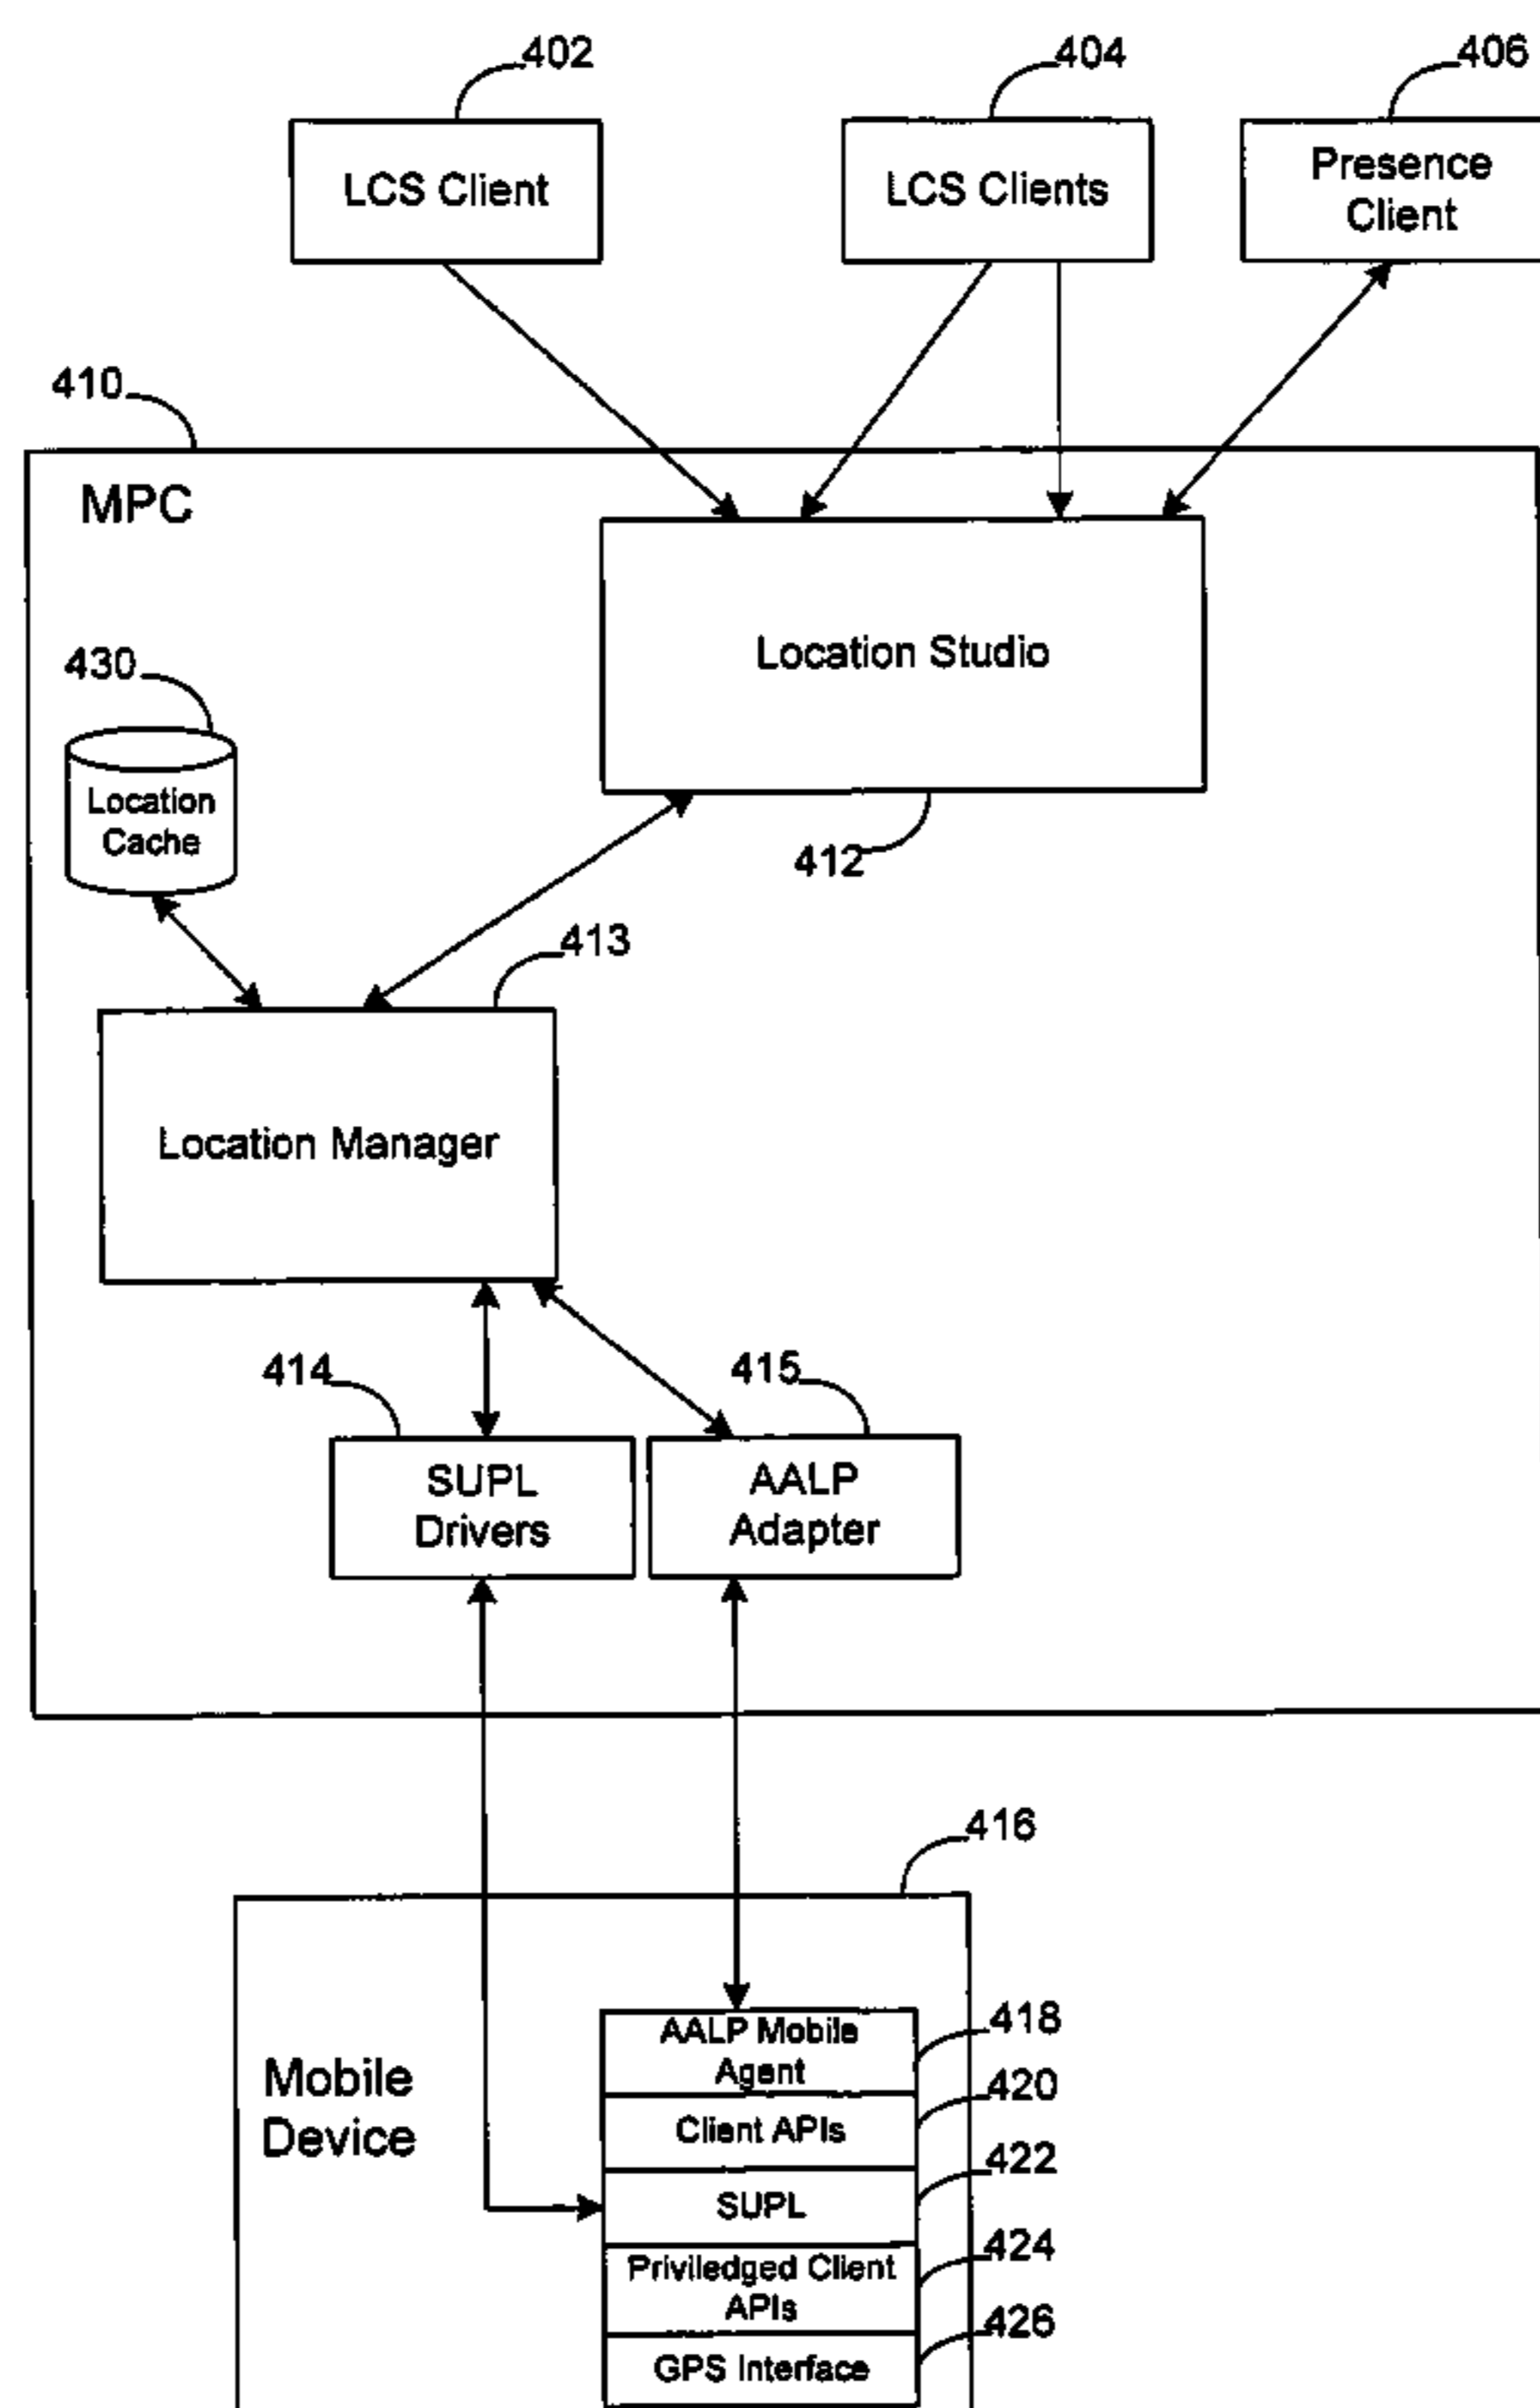 402
404
406
LCS Client
LCS Clients
Presence
Client
410
MPC
Location Studio
430
Location
Cache
412
413
Location Manager
414
415
SUPL
Drivers
AALP
Adapter
416
Mobile
Device
AALP Mobile
Agent
418
Client APIs
420
SUPL
422
Priviledged Client
APIs
424
GPS Interface
426